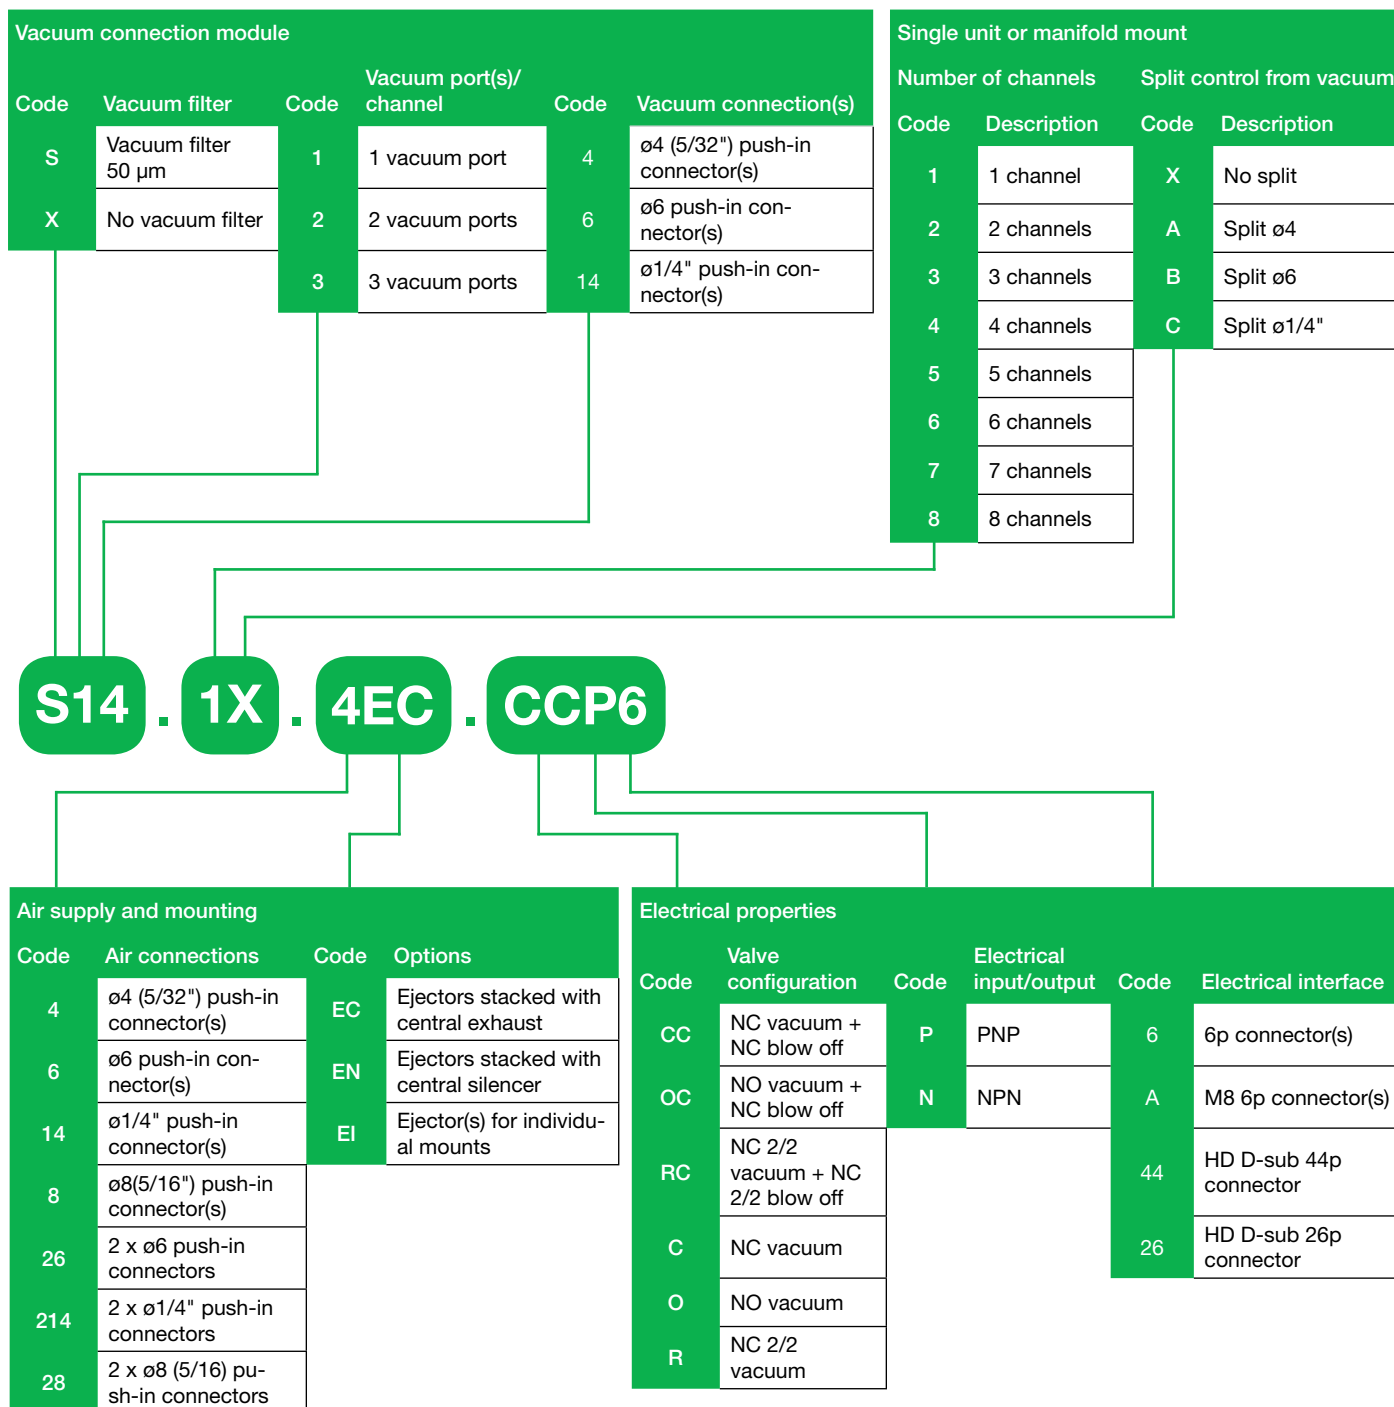 Vacuum connection module
Code
Vacuum filter
Code
Vacuum port(s)/
channel
Code
Vacuum connection(s)
S
Vacuum filter
50 µm
X
No vacuum filter
1
1 vacuum port
2
2 vacuum ports
3
3 vacuum ports
4
ø4 (5/32") push-in
connector(s)
6
ø6 push-in con-
nector(s)
14
ø1/4" push-in con-
nector(s)
Single unit or manifold mount
Number of channels
Split control from vacuum
Code
Description
Code
Description
1
1 channel
2
2 channels
3
3 channels
4
4 channels
5
5 channels
6
6 channels
7
7 channels
8
8 channels
X
No split
A
Split ø4
B
Split ø6
C
Split ø1/4"
S14 . 1X . 4EC . CCP6
Air supply and mounting
Code
Air connections
Code
Options
4
ø4 (5/32") push-in
connector(s)
6
ø6 push-in con-
nector(s)
14
ø1/4" push-in
connector(s)
8
ø8(5/16") push-in
connector(s)
26
2 x ø6 push-in
connectors
214
2 x ø1/4" push-in
connectors
28
2 x ø8 (5/16) pu-
sh-in connectors
EC
Ejectors stacked with
central exhaust
EN
Ejectors stacked with
central silencer
EI
Ejector(s) for individu-
al mounts
Electrical properties
Code
Valve
configuration
Code
Electrical
input/output
Code
Electrical interface
CC
NC vacuum +
NC blow off
OC
NO vacuum +
NC blow off
RC
NC 2/2
vacuum + NC
2/2 blow off
C
NC vacuum
O
NO vacuum
R
NC 2/2
vacuum
P
PNP
N
NPN
6
6p connector(s)
A
M8 6p connector(s)
44
HD D-sub 44p
connector
26
HD D-sub 26p
connector